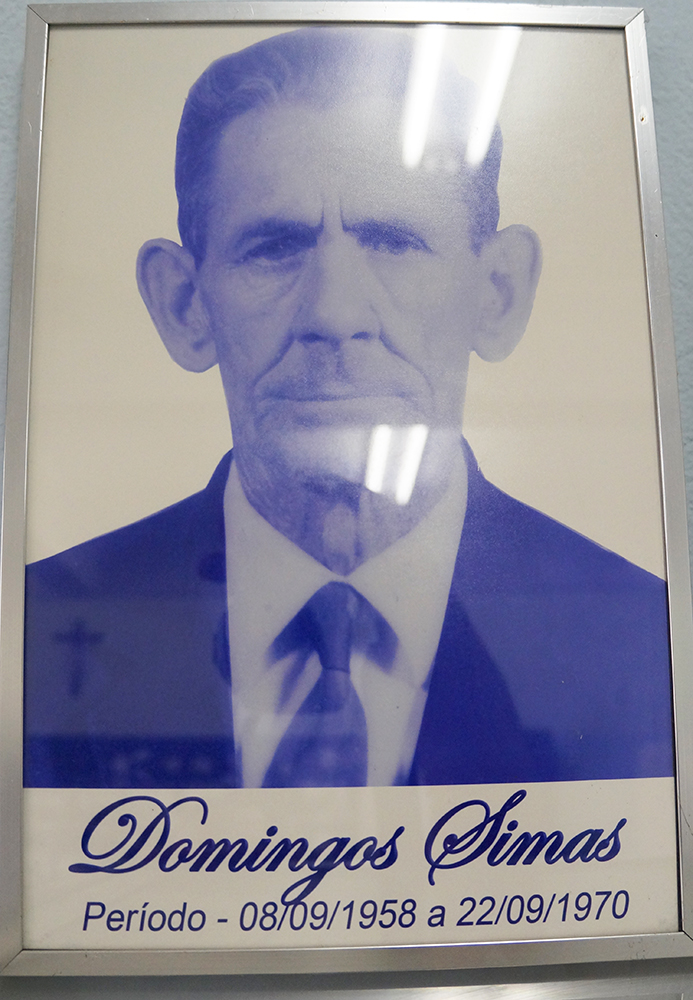 Domingos Simas
Período - 08/09/1958 a 22/09/1970